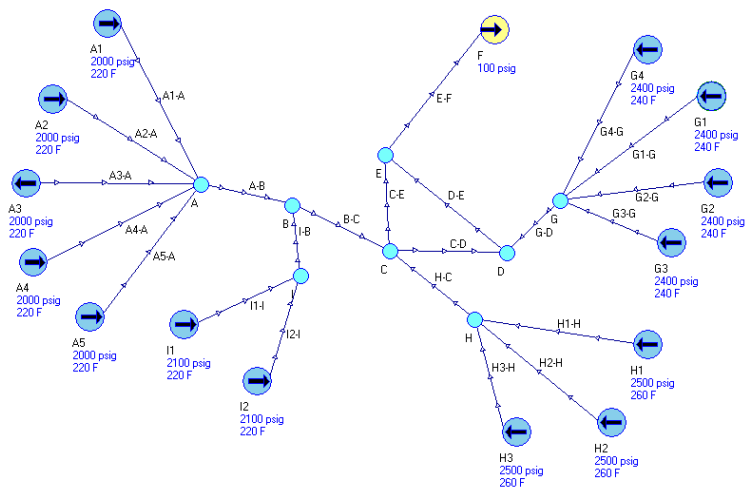 A1
2000 psig
220 F
A1-A
A2
2000 psig
220 F
A2-A
A3
2000 psig
220 F
A3-A
A4
2000 psig
220 F
A4-A
A5
2000 psig
220 F
A5-A
A
A-B
B
I-B
B-C
I
I1-I
I1
2100 psig
220 F
I2-I
I2
2100 psig
220 F
F
100 psig
E-F
E
C-E
D-E
C
C-D
D
G-D
G
G4-G
G4
2400 psig
240 F
G1-G
G1
2400 psig
240 F
G2-G
G2
2400 psig
240 F
G3-G
G3
2400 psig
240 F
H-C
H
H1-H
H1
2500 psig
260 F
H2-H
H2
2500 psig
260 F
H3-H
H3
2500 psig
260 F